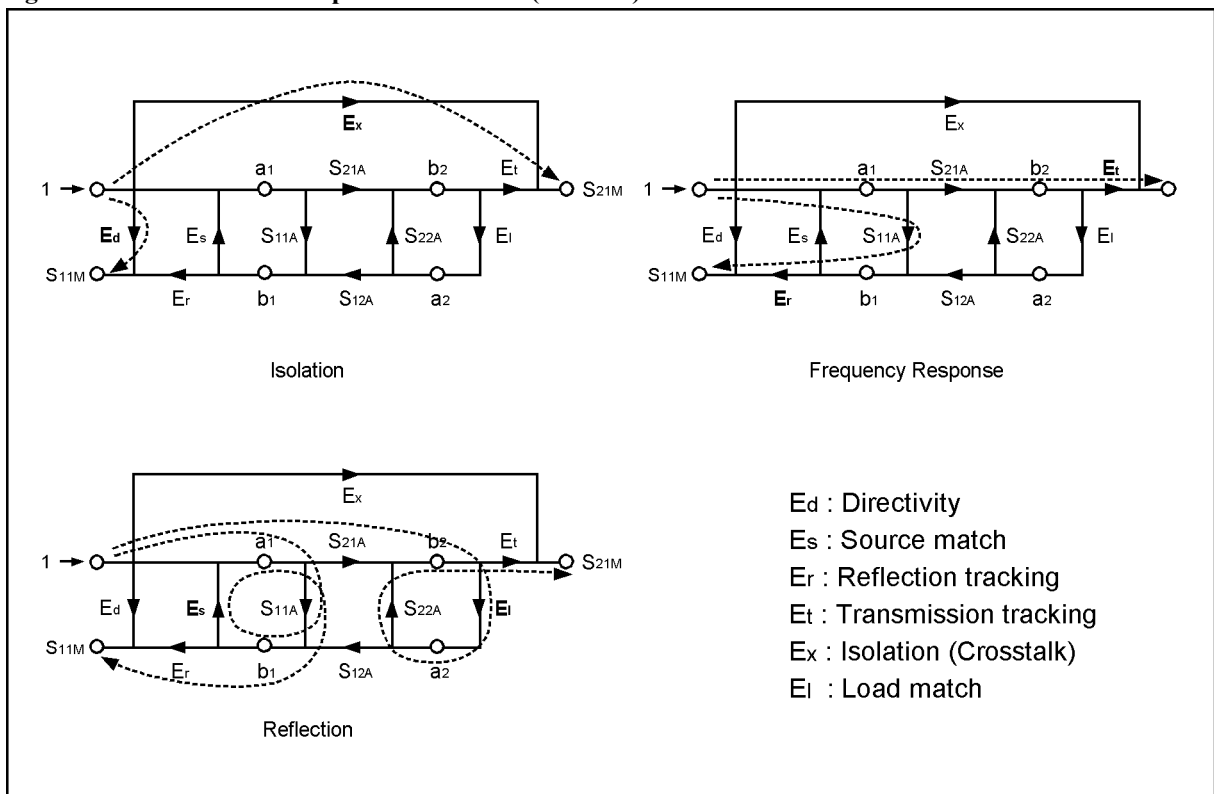 Ex
a1 S21A b2 Et
1 S21M
Ed Es S11A S22A El
S11M
Er b1 S12A a2
Isolation
Ex
a1 S21A b2 Et
1
Ed Es S11A S22A El
S11M
Er b1 S12A a2
Frequency Response
Ex
a1 S21A b2 Et
1 S21M
Ed Es S11A S22A El
S11M
Er b1 S12A a2
Reflection
Ed : Directivity
Es : Source match
Er : Reflection tracking
Et : Transmission tracking
Ex : Isolation (Crosstalk)
El : Load match